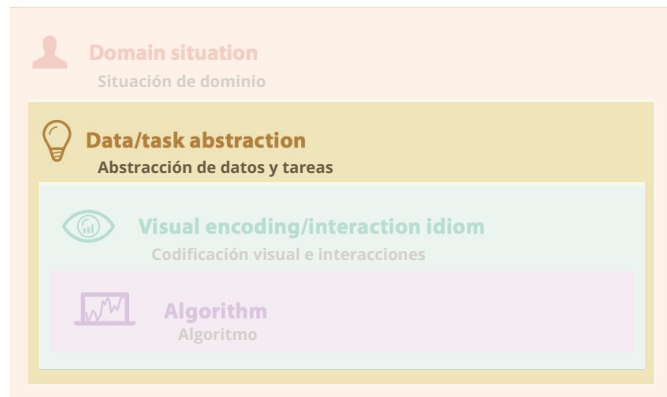 Domain situation
Situación de dominio
Data/task abstraction
Abstracción de datos y tareas
Visual encoding/interaction idiom
Codificación visual e interacciones
Algorithm
Algoritmo